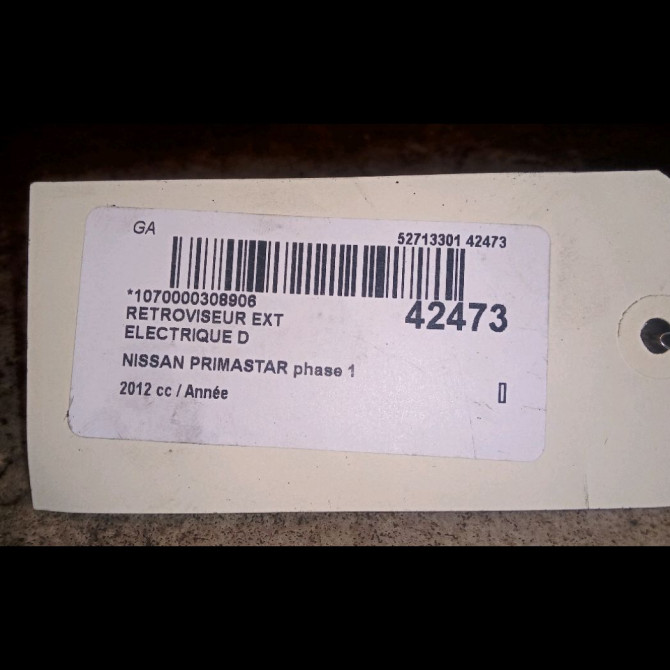 GA
52713301 42473
*1070000308906
42473
RETROVISEUR EXT
ELECTRIQUE D
NISSAN PRIMASTAR phase 1
2012 cc / Année